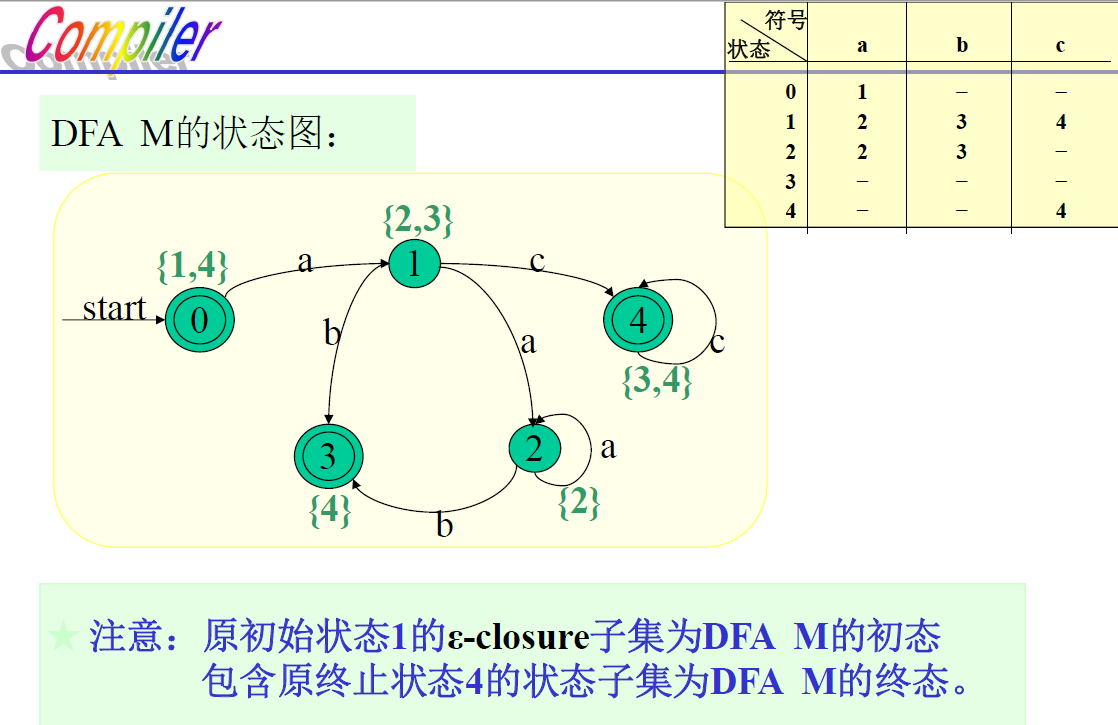 Compiler
符号
状态 a b c
0 1 – –
1 2 3 4
2 2 3 –
3 – – –
4 – – 4
DFA M的状态图：
{2,3}
{1,4}
a
1
c
start
0
4
b
a
c
{3,4}
3
2
a
{4}
{2}
b
★ 注意：原初始状态1的ε-closure子集为DFA M的初态
包含原终止状态4的状态子集为DFA M的终态。